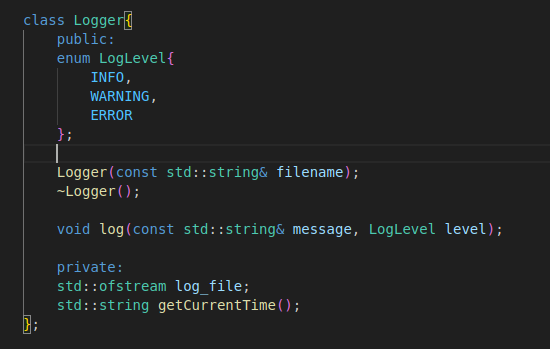 class Logger{
    public:
    enum LogLevel{
        INFO,
        WARNING,
        ERROR
    };
    Logger(const std::string& filename);
    ~Logger();
    void log(const std::string& message, LogLevel level);
    private:
    std::ofstream log_file;
    std::string getCurrentTime();
};